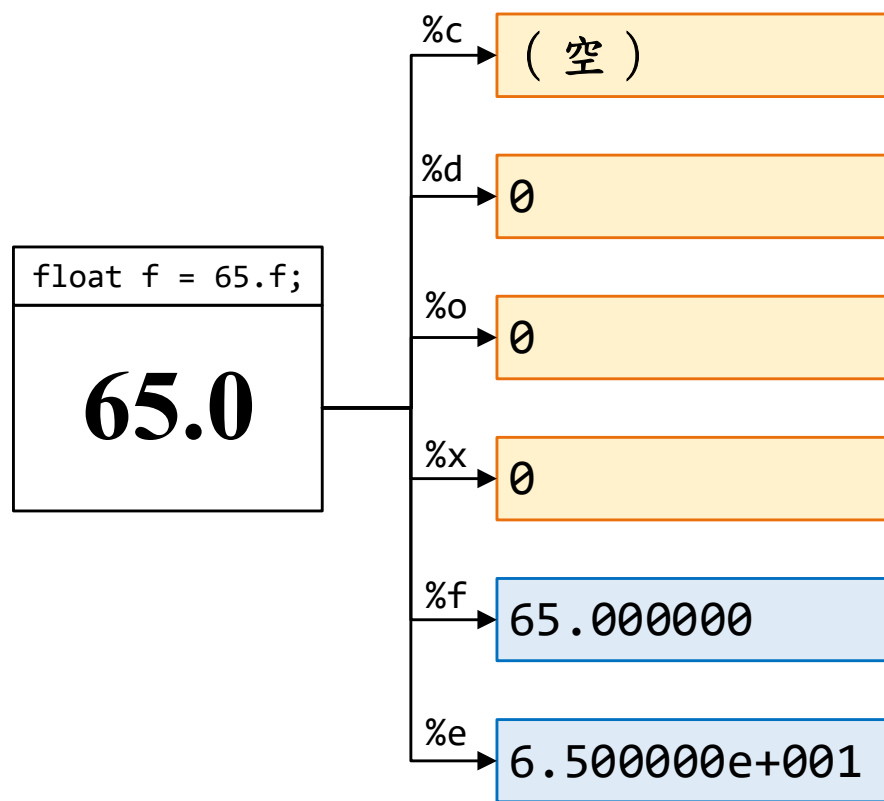 %c
( 空 )
%d
0
float f = 65.f;
65.0
%o
0
%x
0
%f
65.000000
%e
6.500000e+001